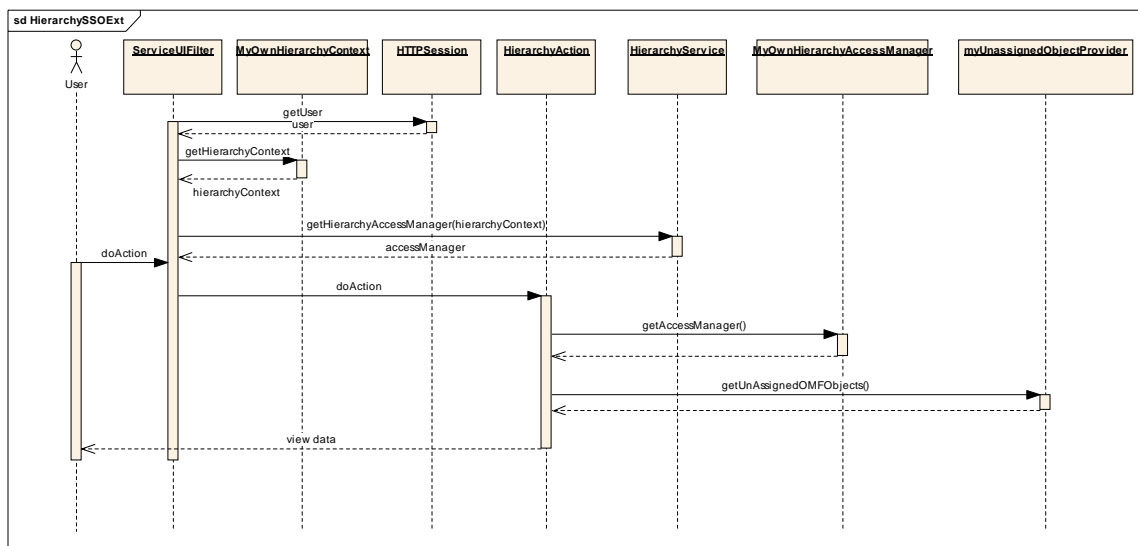 sd HierarchySSOExt
User
ServiceUIFilter
MyOwnHierarchyContext
HTTPSession
HierarchyAction
HierarchyService
MyOwnHierarchyAccessManager
myUnassignedObjectProvider
getUser
user
getHierarchyContext
hierarchyContext
getHierarchyAccessManager(hierarchyContext)
accessManager
doAction
doAction
getAccessManager()
getUnAssignedOMFObjects()
view data